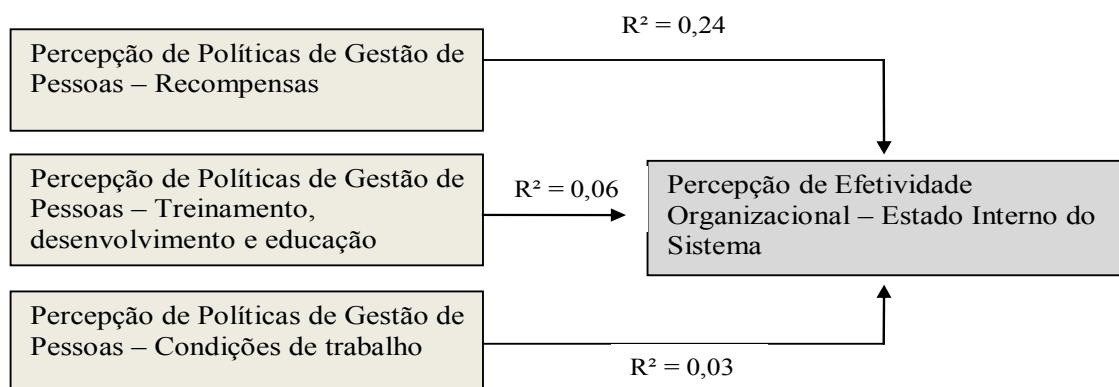 R² = 0,24
Percepção de Políticas de Gestão de
Pessoas – Recompensas
Percepção de Políticas de Gestão de
Pessoas – Treinamento,
desenvolvimento e educação
R² = 0,06
Percepção de Efetividade
Organizacional – Estado Interno do
Sistema
Percepção de Políticas de Gestão de
Pessoas – Condições de trabalho
R² = 0,03